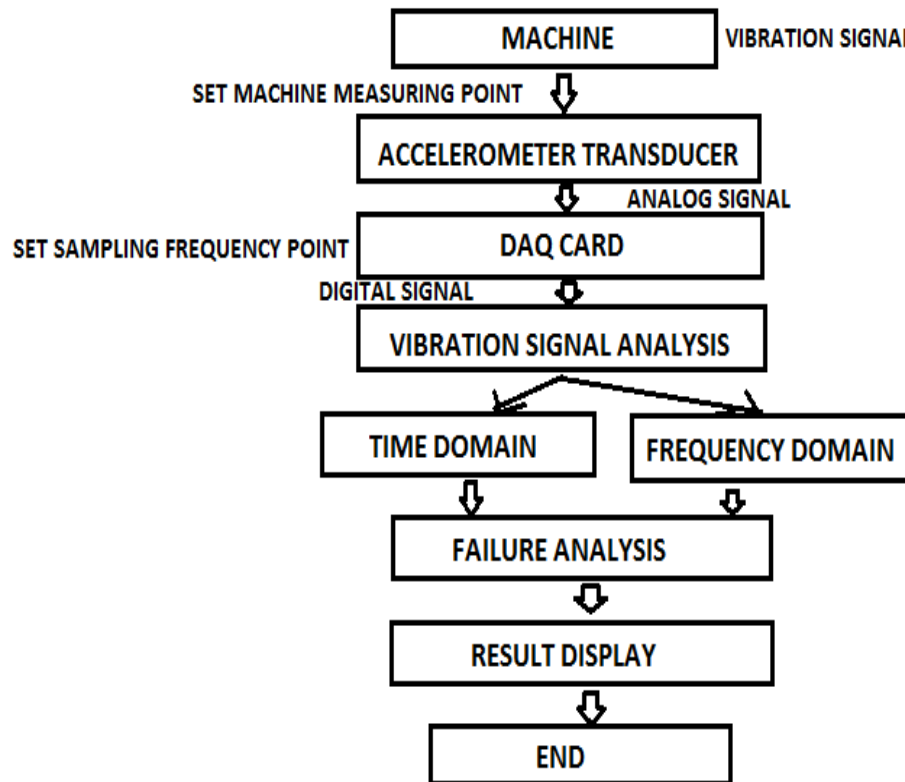 MACHINE
VIBRATION SIGNAL
SET MACHINE MEASURING POINT
ACCELEROMETER TRANSDUCER
ANALOG SIGNAL
SET SAMPLING FREQUENCY POINT
DAQ CARD
DIGITAL SIGNAL
VIBRATION SIGNAL ANALYSIS
TIME DOMAIN
FREQUENCY DOMAIN
FAILURE ANALYSIS
RESULT DISPLAY
END